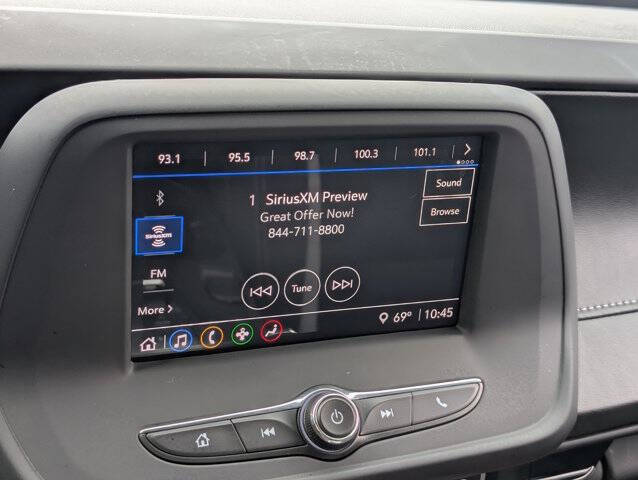 93.1 | 95.5 | 98.7 | 100.3 | 101.1
Sound
1 SiriusXM Preview
Great Offer Now!
844-711-8800
Browse
SiriusXM
FM
Tune
More >
69° | 10:45